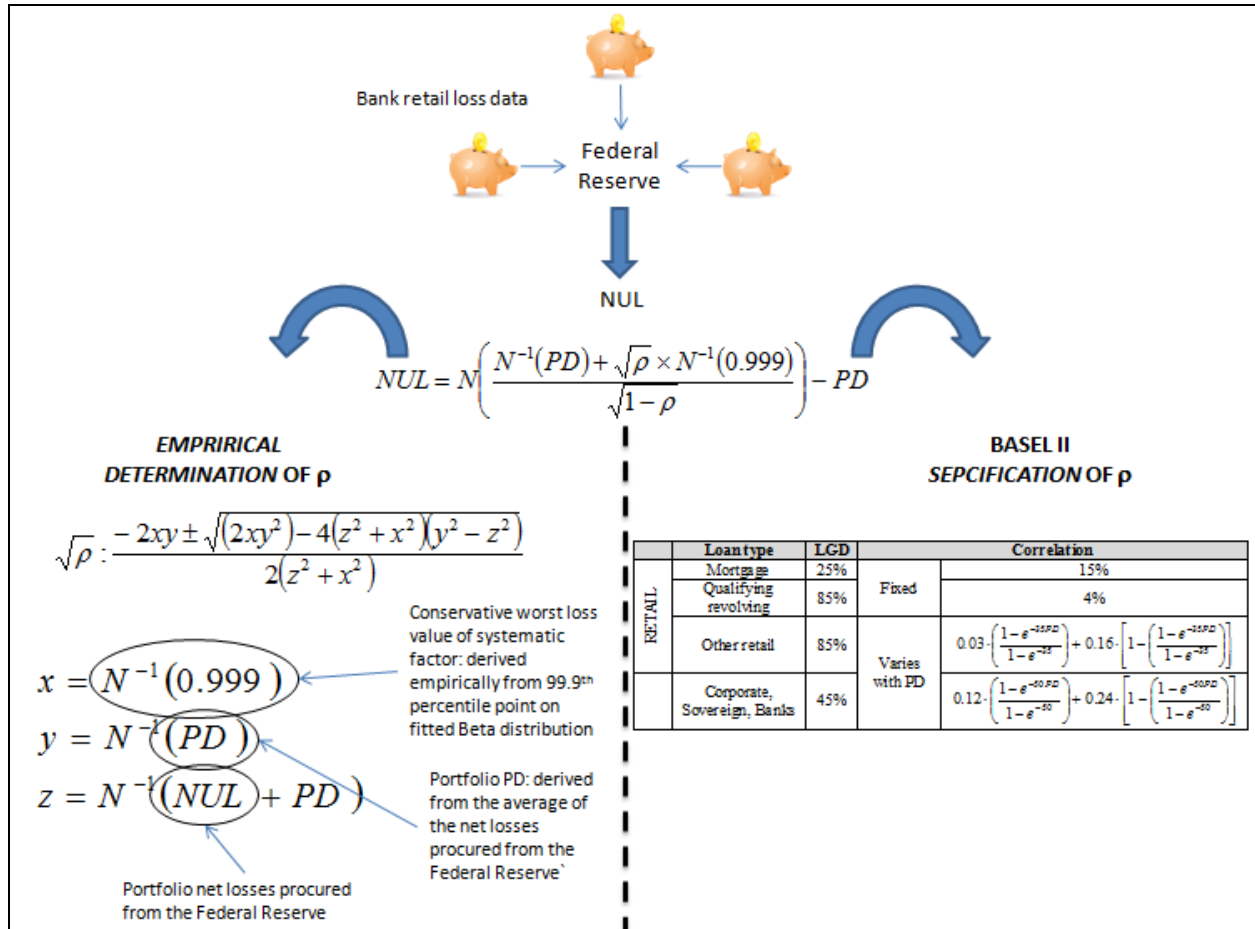 Bank retail loss data
Federal
Reserve
NUL
NUL = N( (N⁻¹(PD) + √ρ × N⁻¹(0.999)) / √(1 − ρ) ) − PD
EMPRIRICAL
DETERMINATION OF ρ
√ρ : (−2xy ± √((2xy²) − 4(z² + x²)(y² − z²))) / 2(z² + x²)
Conservative worst loss
value of systematic
factor: derived
empirically from 99.9th
percentile point on
fitted Beta distribution
x = N⁻¹(0.999)
y = N⁻¹(PD)
z = N⁻¹(NUL + PD)
Portfolio PD: derived
from the average of
the net losses
procured from the
Federal Reserve`
Portfolio net losses procured
from the Federal Reserve
BASEL II
SEPCIFICATION OF ρ
Loan type LGD Correlation
RETAIL
Mortgage 25% Fixed 15%
Qualifying
revolving 85% 4%
Other retail 85% Varies
with PD 0.03·((1−e^−35PD)/(1−e^−35)) + 0.16·[1−((1−e^−35PD)/(1−e^−35))]
Corporate,
Sovereign, Banks 45% 0.12·((1−e^−50PD)/(1−e^−50)) + 0.24·[1−((1−e^−50PD)/(1−e^−50))]